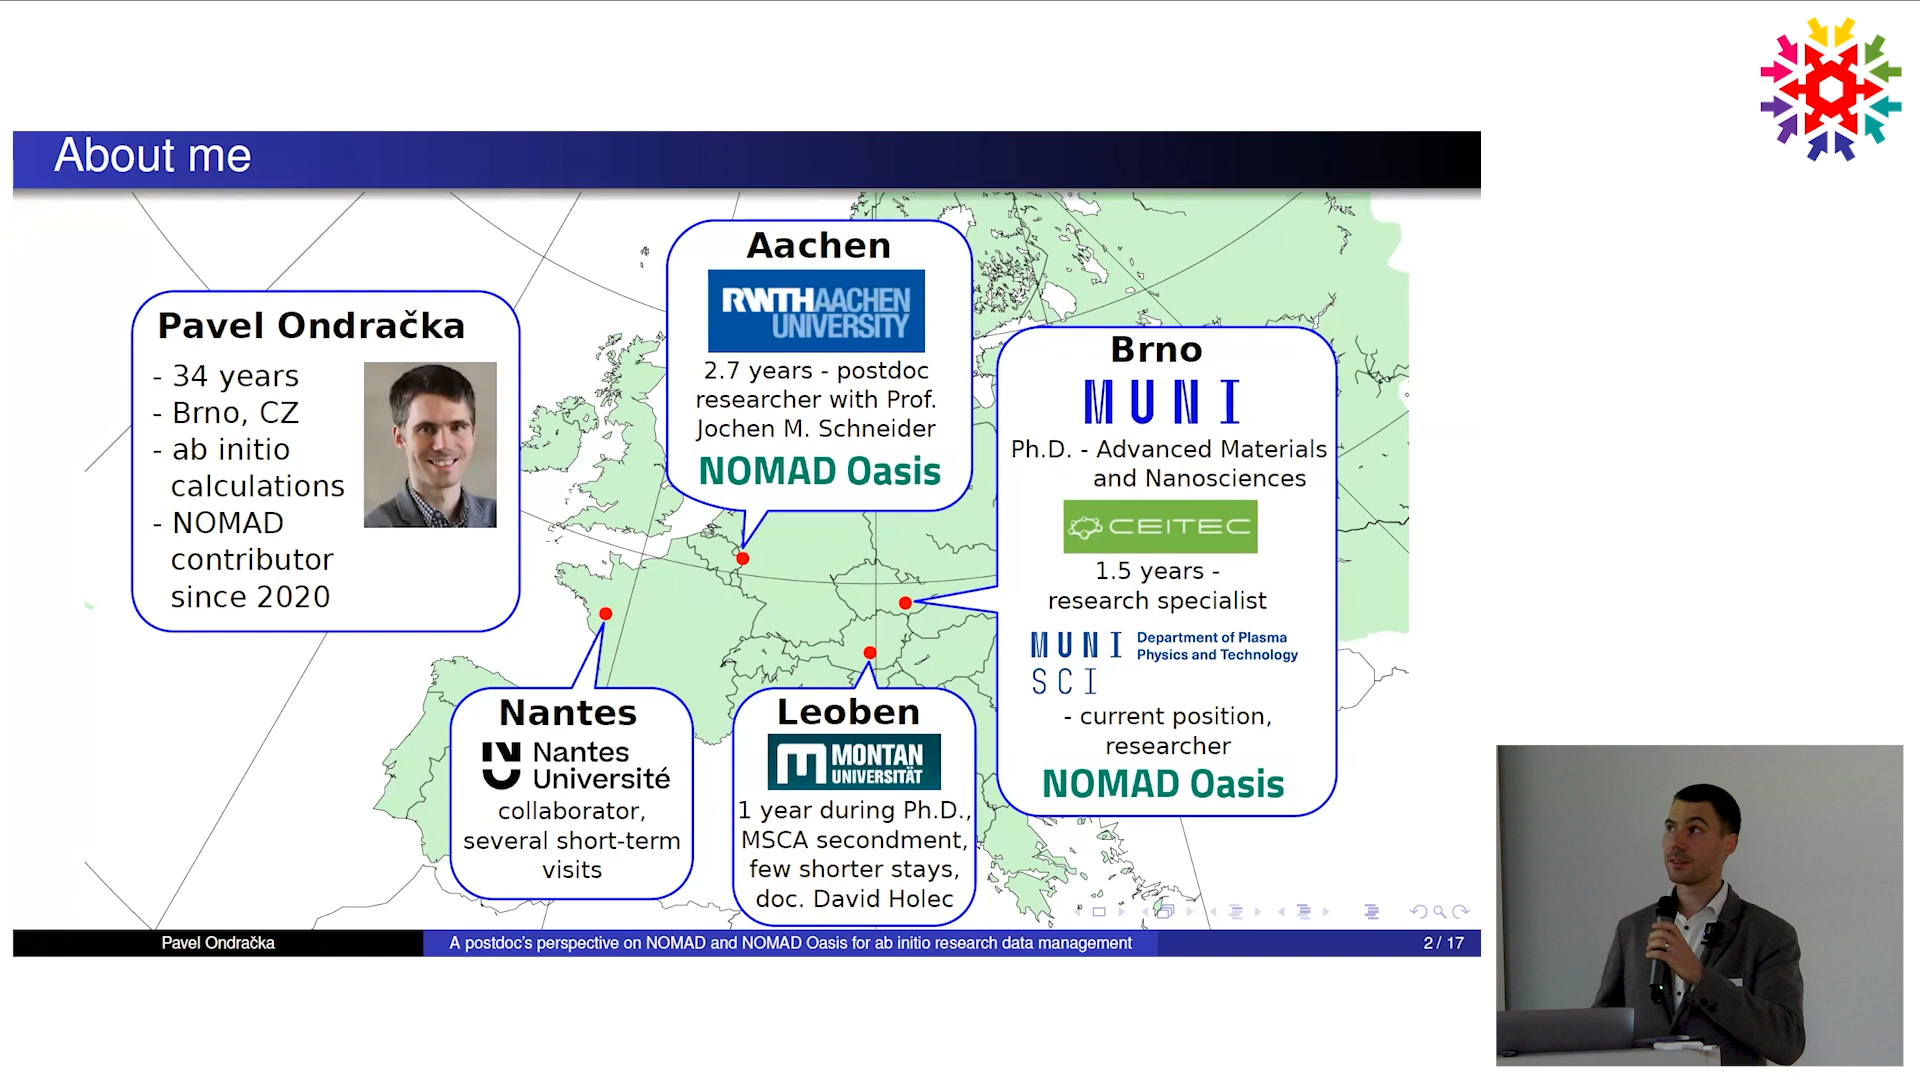 About me
Pavel Ondračka
- 34 years
- Brno, CZ
- ab initio
calculations
- NOMAD
contributor
since 2020
Aachen
RWTHAACHEN
UNIVERSITY
2.7 years - postdoc
researcher with Prof.
Jochen M. Schneider
NOMAD Oasis
Brno
MUNI
Ph.D. - Advanced Materials
and Nanosciences
CEITEC
1.5 years -
research specialist
MUNI
SCI
Department of Plasma
Physics and Technology
- current position,
researcher
NOMAD Oasis
Nantes
Nantes
Université
collaborator,
several short-term
visits
Leoben
MONTAN
UNIVERSITÄT
1 year during Ph.D.,
MSCA secondment,
few shorter stays,
doc. David Holec
Pavel Ondračka
A postdoc's perspective on NOMAD and NOMAD Oasis for ab initio research data management
2 / 17